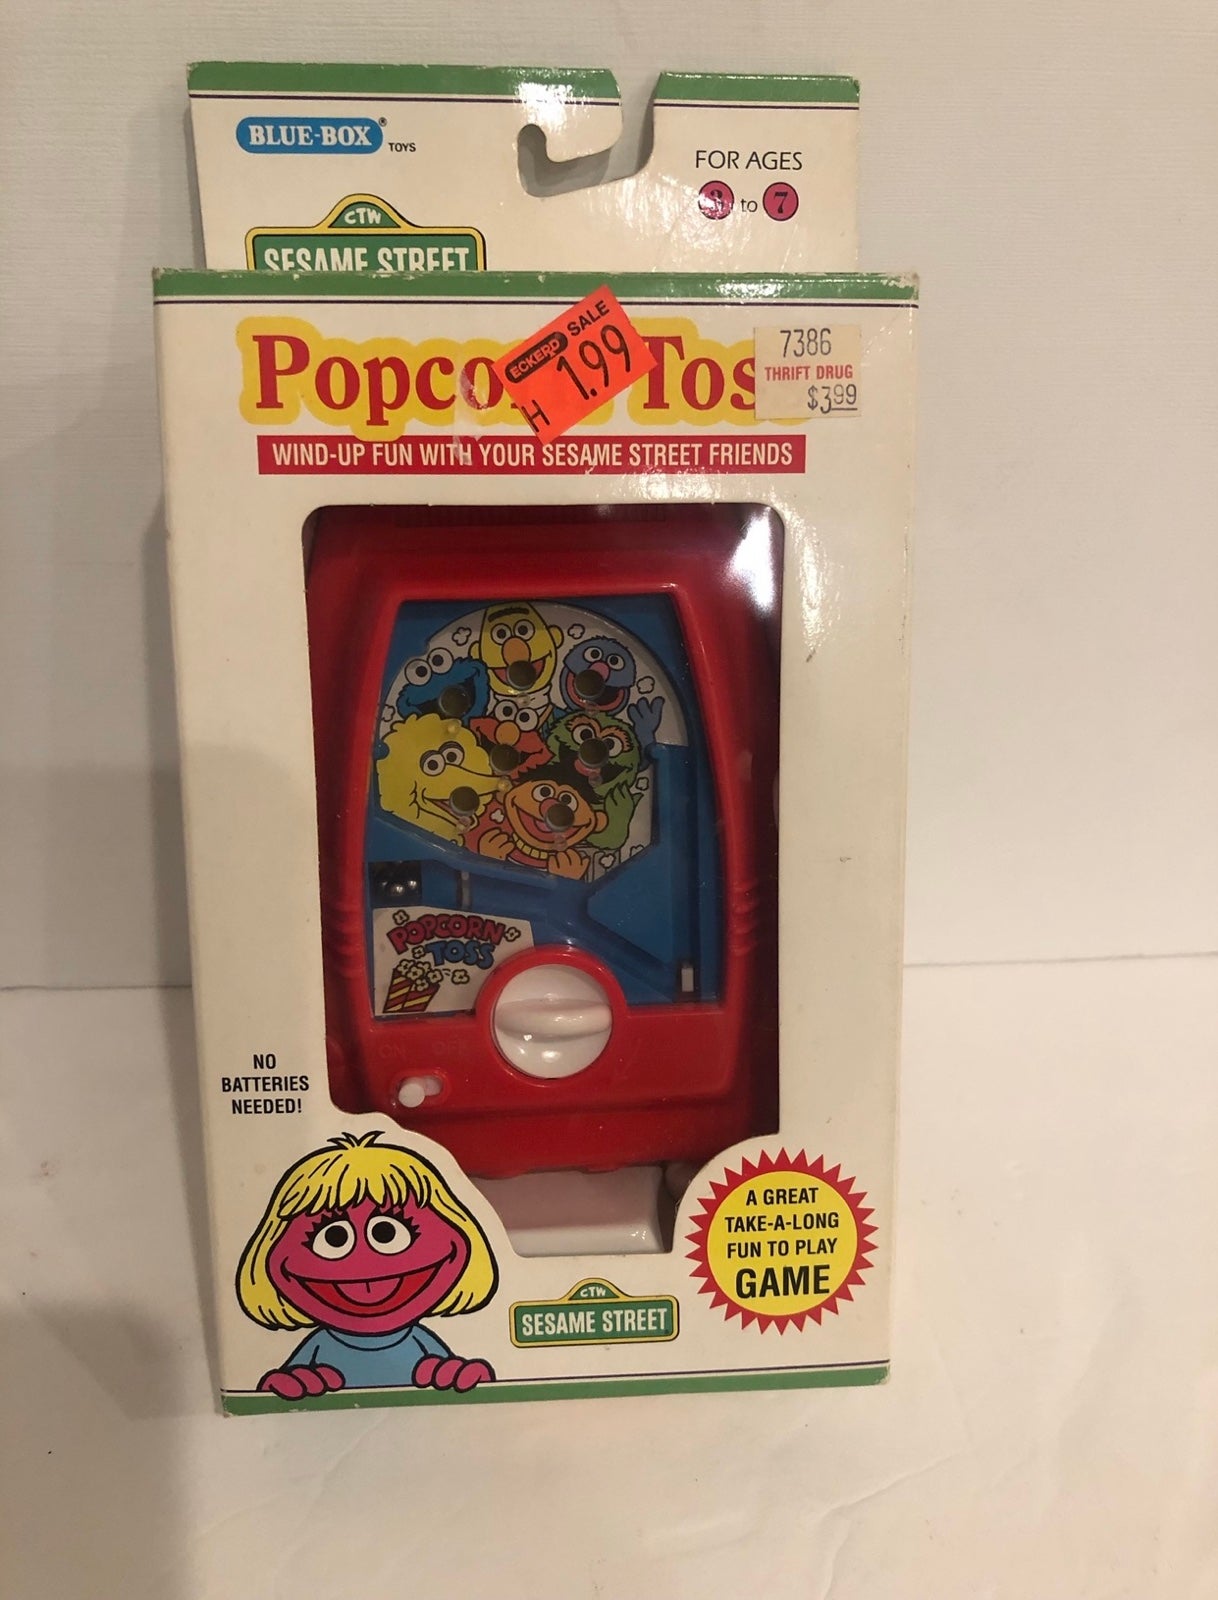 BLUE-BOX®
TOYS
FOR AGES
3 to 7
CTW
SESAME STREET
ECKERD SALE
H 1.99
7386
THRIFT DRUG
$3.99
Popco Tos
WIND-UP FUN WITH YOUR SESAME STREET FRIENDS
POPCORN
TOSS
ON OFF
NO
BATTERIES
NEEDED!
A GREAT
TAKE-A-LONG
FUN TO PLAY
GAME
CTW
SESAME STREET